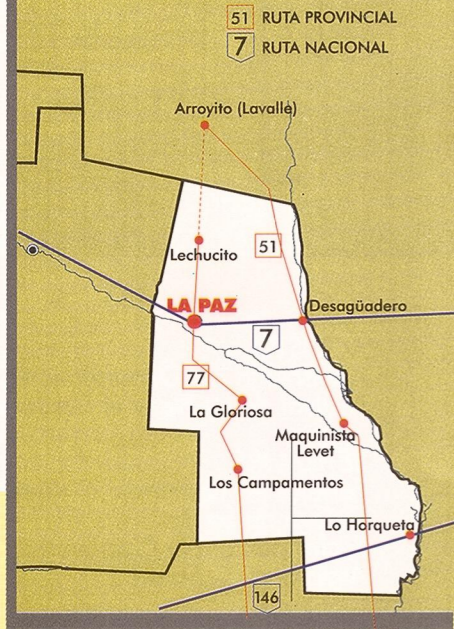 51 RUTA PROVINCIAL
7 RUTA NACIONAL
Arroyito (Lavalle)
Lechucito
51
LA PAZ
Desagüadero
7
77
La Gloriosa
Maquinista
Levet
Los Campamentos
Lo Horqueta
146